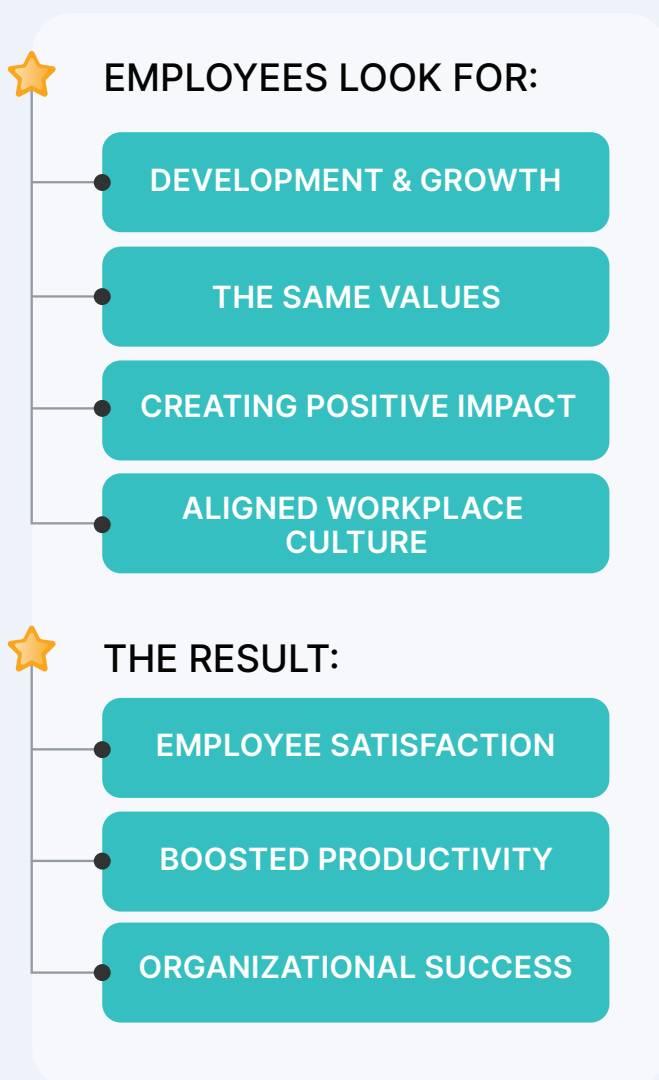 EMPLOYEES LOOK FOR:
DEVELOPMENT & GROWTH
THE SAME VALUES
CREATING POSITIVE IMPACT
ALIGNED WORKPLACE
CULTURE
THE RESULT:
EMPLOYEE SATISFACTION
BOOSTED PRODUCTIVITY
ORGANIZATIONAL SUCCESS